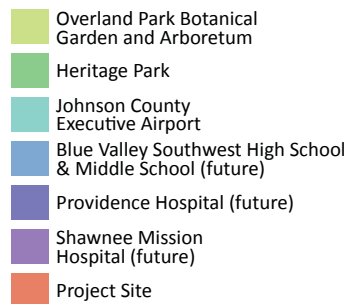 Overland Park Botanical
Garden and Arboretum
Heritage Park
Johnson County
Executive Airport
Blue Valley Southwest High School
& Middle School (future)
Providence Hospital (future)
Shawnee Mission
Hospital (future)
Project Site